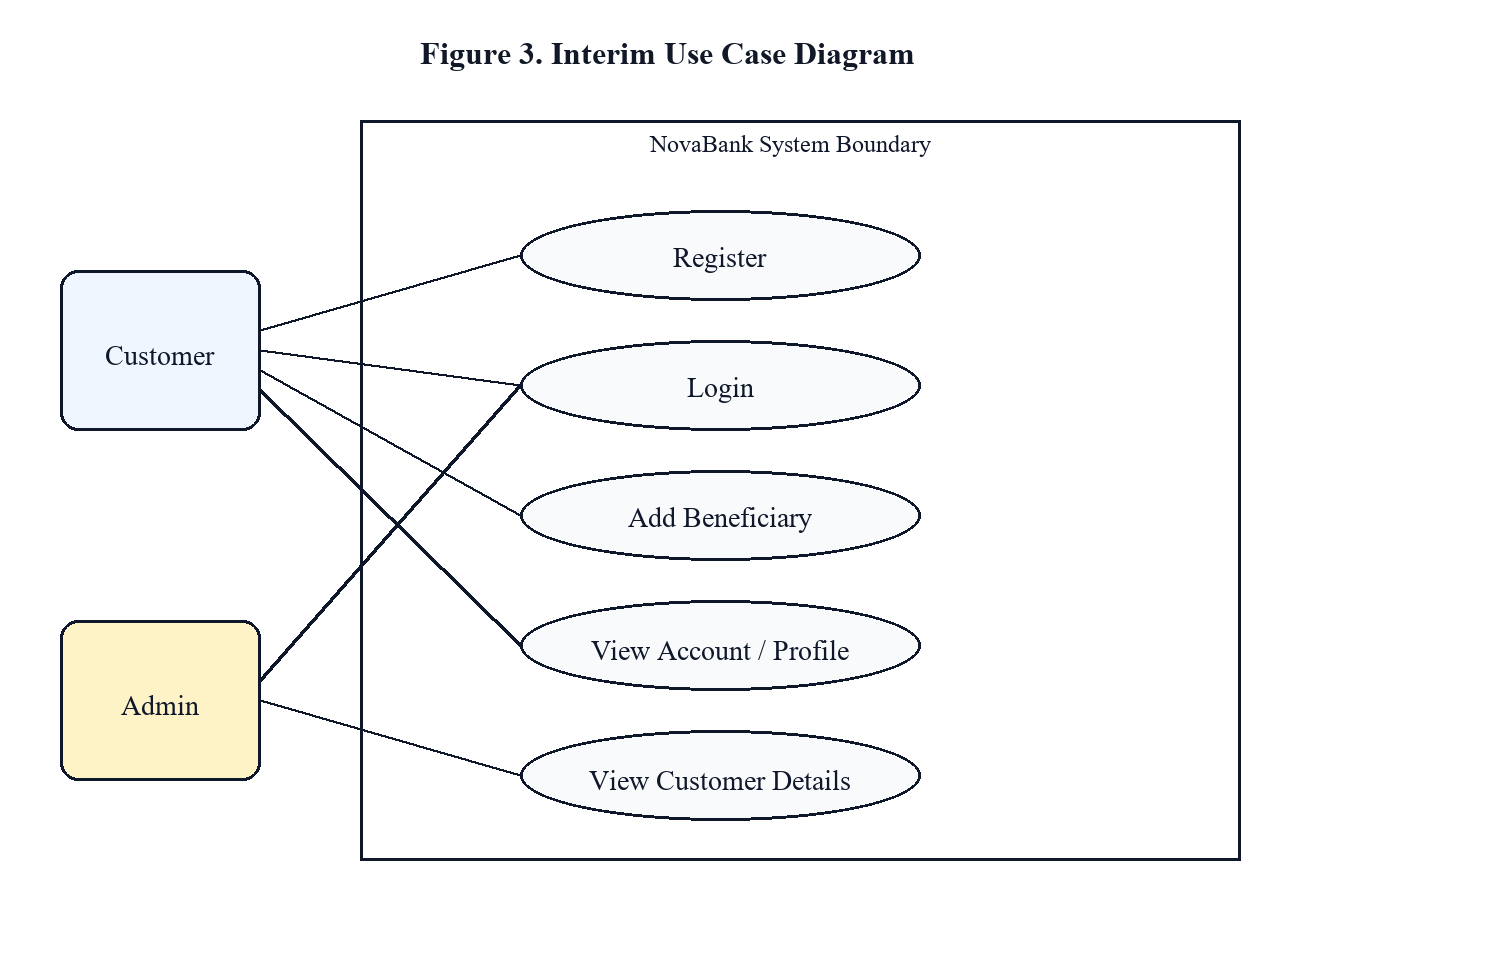 Figure 3. Interim Use Case Diagram
NovaBank System Boundary
Register
Customer
Login
Add Beneficiary
View Account / Profile
Admin
View Customer Details